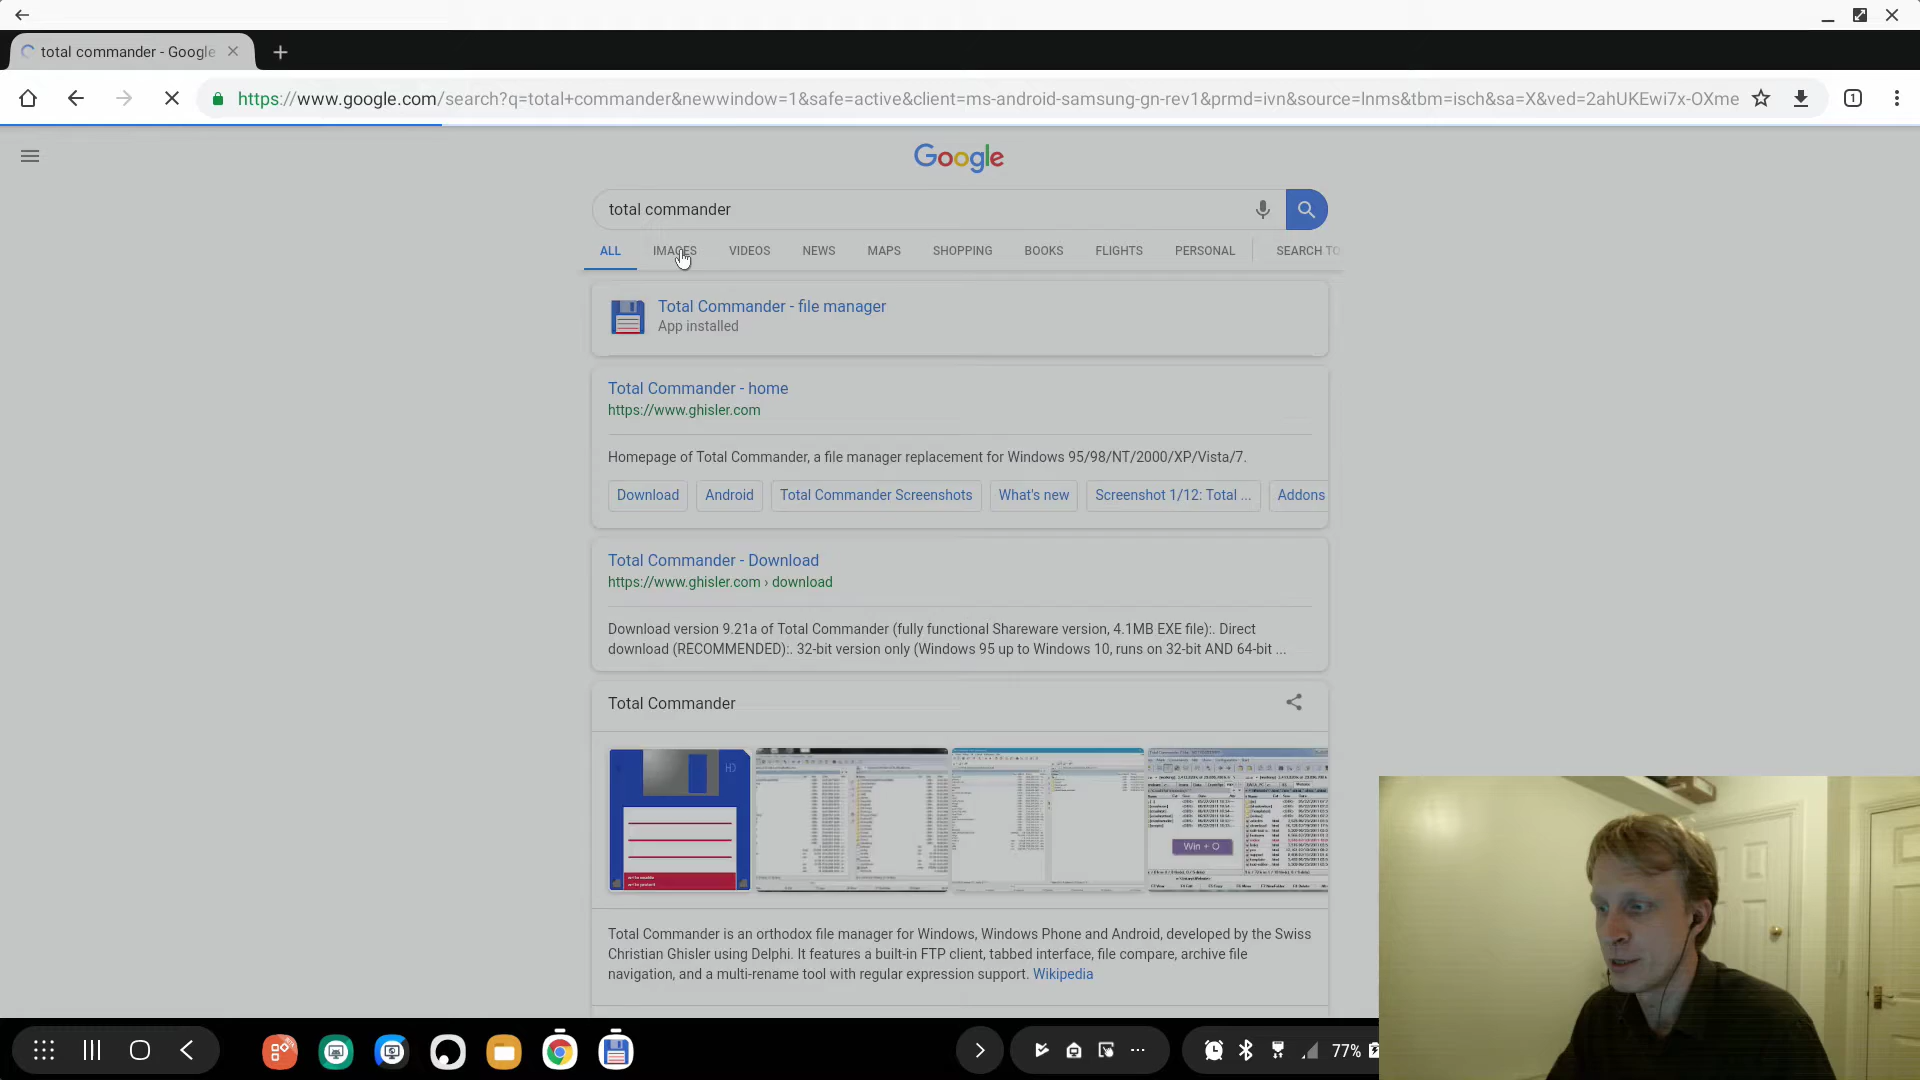 total commander - Google
https://www.google.com/search?q=total+commander&newwindow=1&safe=active&client=ms-android-samsung-gn-rev1&prmd=ivn&source=lnms&tbm=isch&sa=X&ved=2ahUKEwi7x-OXme
1
Google
total commander
ALL IMAGES VIDEOS NEWS MAPS SHOPPING BOOKS FLIGHTS PERSONAL SEARCH TO
Total Commander - file manager
App installed
Total Commander - home
https://www.ghisler.com
Homepage of Total Commander, a file manager replacement for Windows 95/98/NT/2000/XP/Vista/7.
Download Android Total Commander Screenshots What's new Screenshot 1/12: Total ... Addons
Total Commander - Download
https://www.ghisler.com › download
Download version 9.21a of Total Commander (fully functional Shareware version, 4.1MB EXE file):. Direct
download (RECOMMENDED):. 32-bit version only (Windows 95 up to Windows 10, runs on 32-bit AND 64-bit ...
Total Commander
HD
Win + O
Total Commander is an orthodox file manager for Windows, Windows Phone and Android, developed by the Swiss
Christian Ghisler using Delphi. It features a built-in FTP client, tabbed interface, file compare, archive file
navigation, and a multi-rename tool with regular expression support. Wikipedia
77%